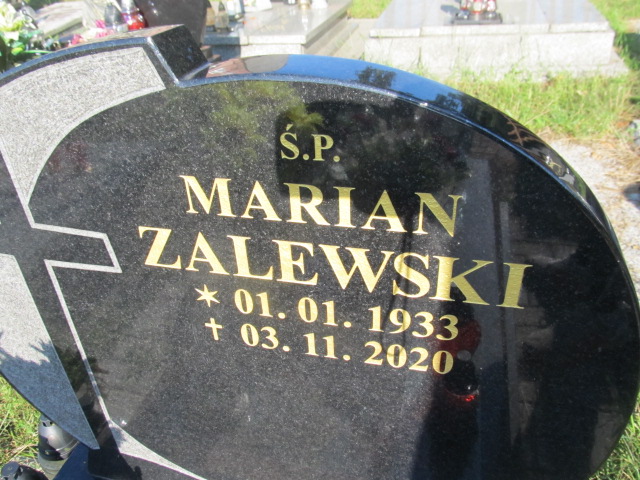 Ś.P.
MARIAN
ZALEWSKI
* 01. 01. 1933
✝ 03. 11. 2020